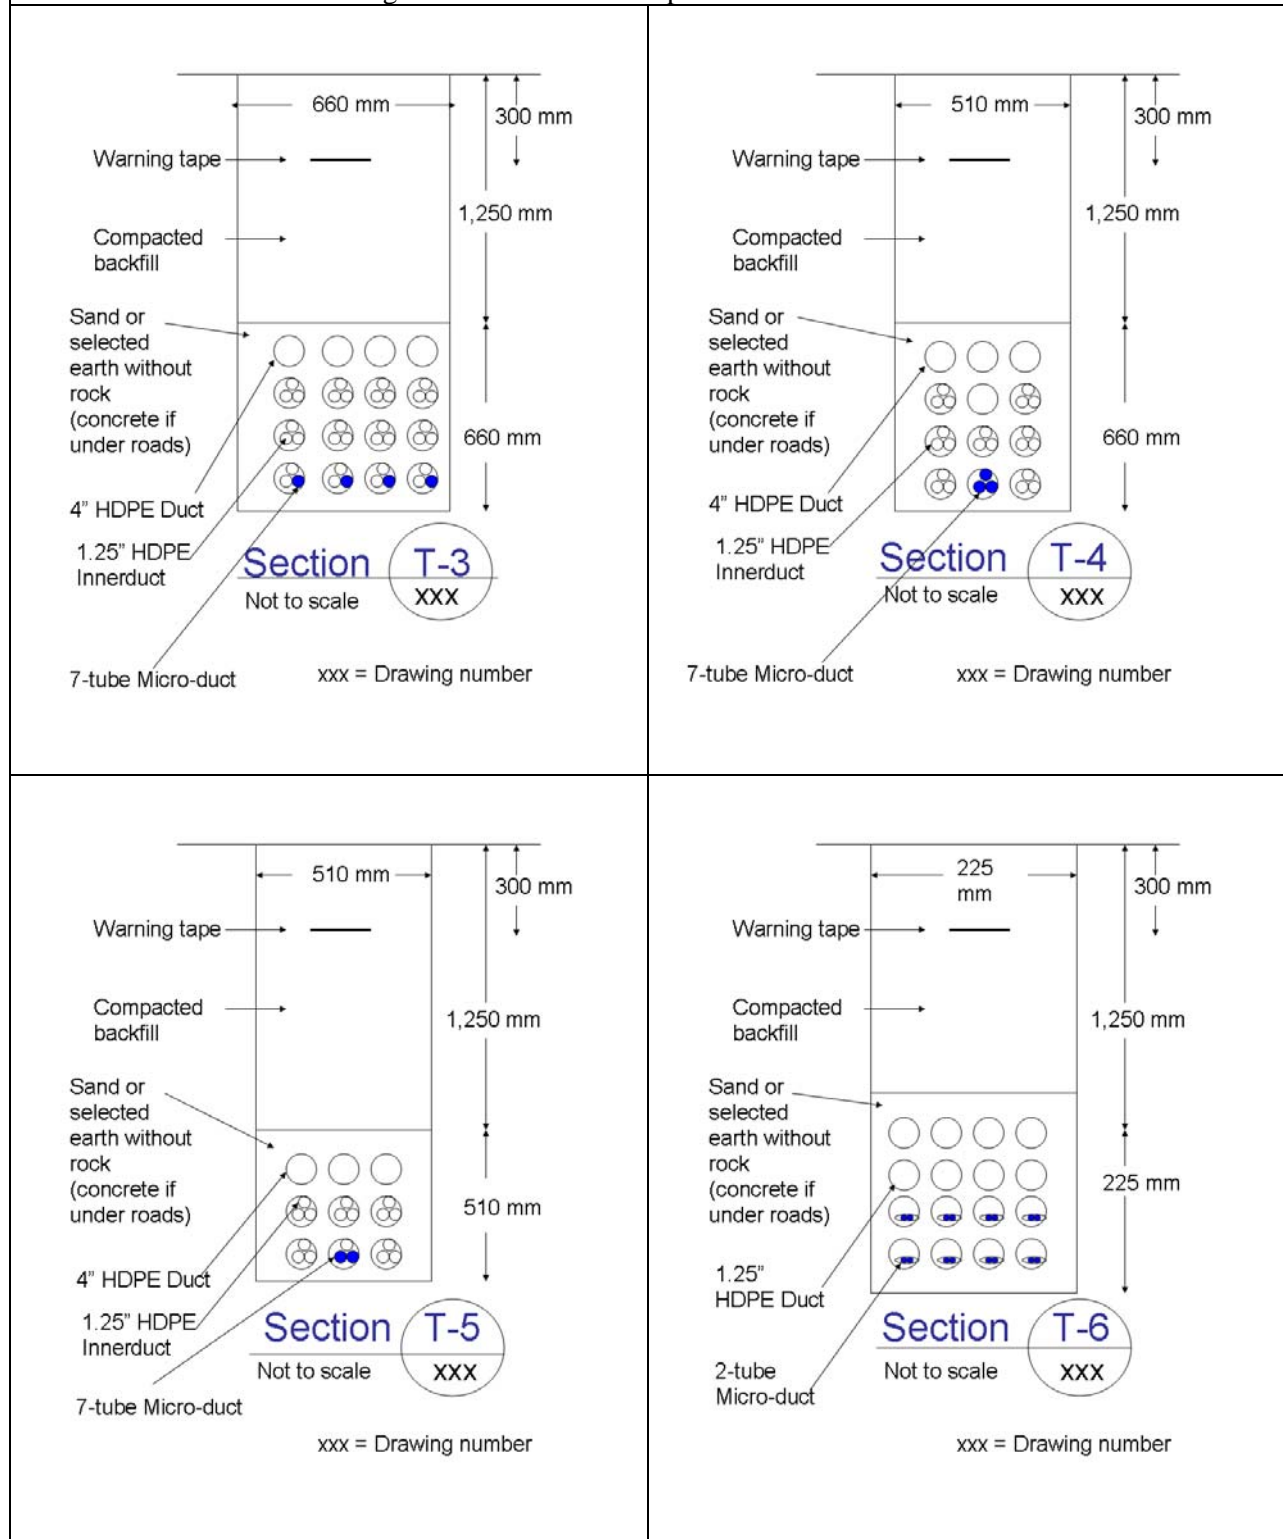 660 mm
300 mm
Warning tape
1,250 mm
Compacted
backfill
Sand or
selected
earth without
rock
(concrete if
under roads)
660 mm
4” HDPE Duct
1.25” HDPE
Innerduct
Section T-3
Not to scale xxx
7-tube Micro-duct
xxx = Drawing number
510 mm
300 mm
Warning tape
1,250 mm
Compacted
backfill
Sand or
selected
earth without
rock
(concrete if
under roads)
660 mm
4” HDPE Duct
1.25” HDPE
Innerduct
Section T-4
Not to scale xxx
7-tube Micro-duct
xxx = Drawing number
510 mm
300 mm
Warning tape
Compacted
backfill
1,250 mm
Sand or
selected
earth without
rock
(concrete if
under roads)
510 mm
4” HDPE Duct
1.25” HDPE
Innerduct
Section T-5
Not to scale xxx
7-tube Micro-duct
xxx = Drawing number
225
mm
300 mm
Warning tape
Compacted
backfill
1,250 mm
Sand or
selected
earth without
rock
(concrete if
under roads)
225 mm
1.25”
HDPE Duct
Section T-6
Not to scale xxx
2-tube
Micro-duct
xxx = Drawing number